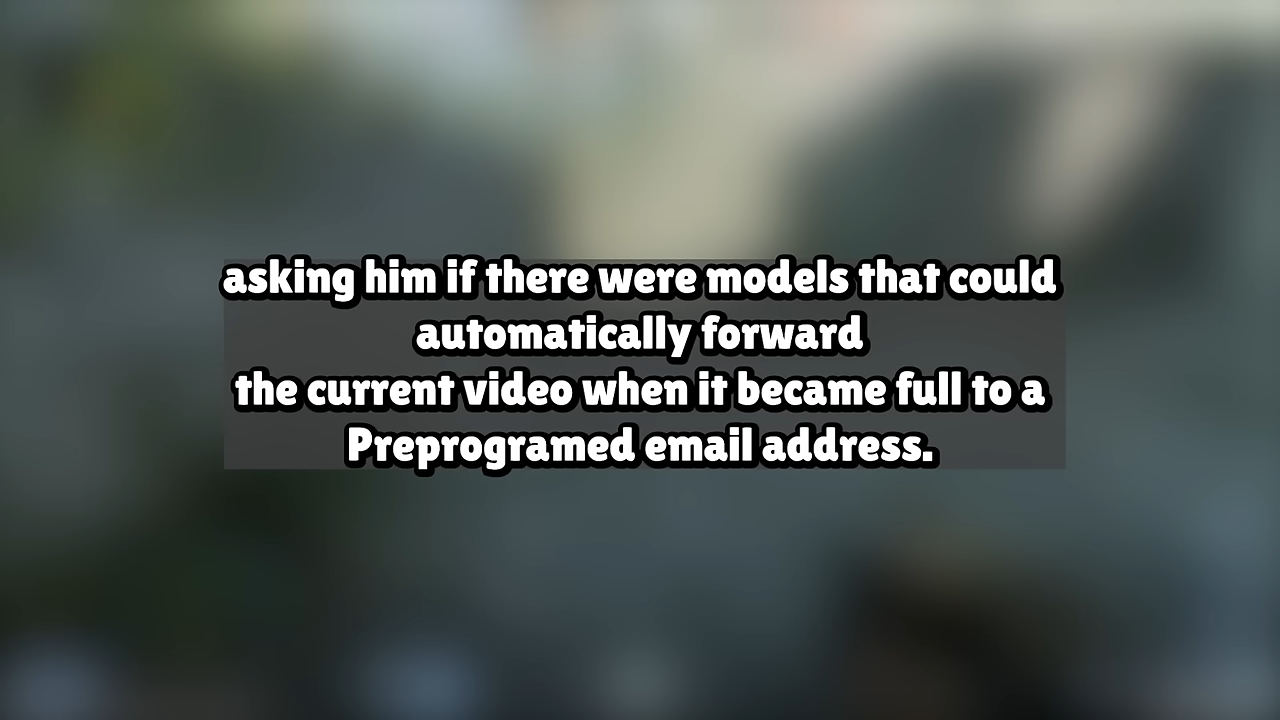 asking him if there were models that could
automatically forward
the current video when it became full to a
Preprogramed email address.